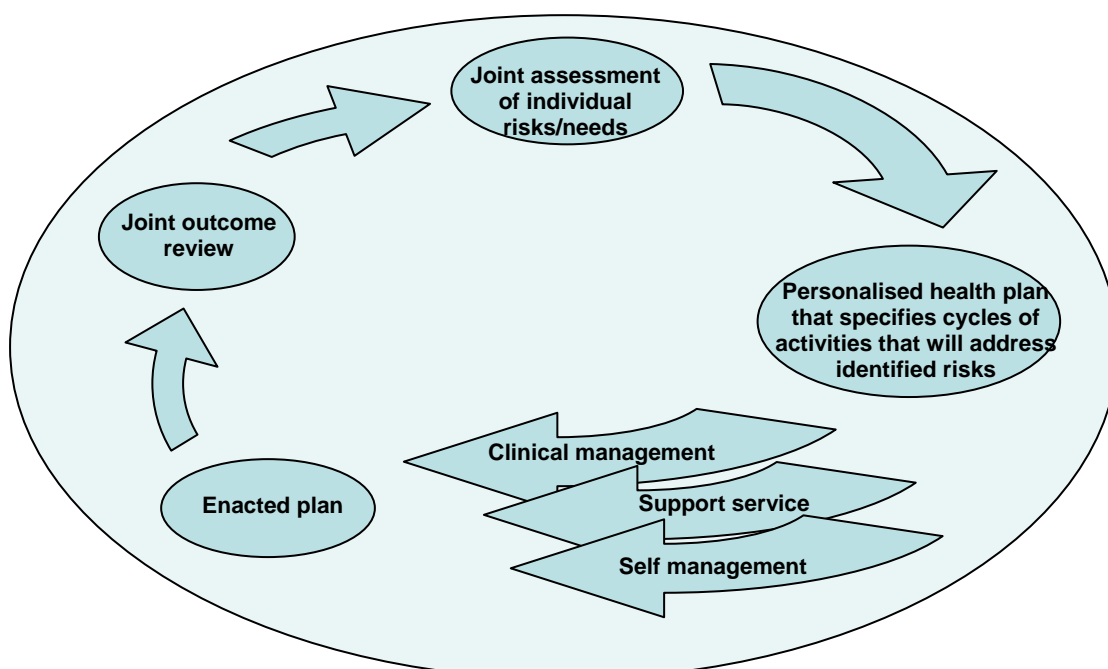 Joint assessment
of individual
risks/needs
Joint outcome
review
Personalised health plan
that specifies cycles of
activities that will address
identified risks
Clinical management
Support service
Self management
Enacted plan